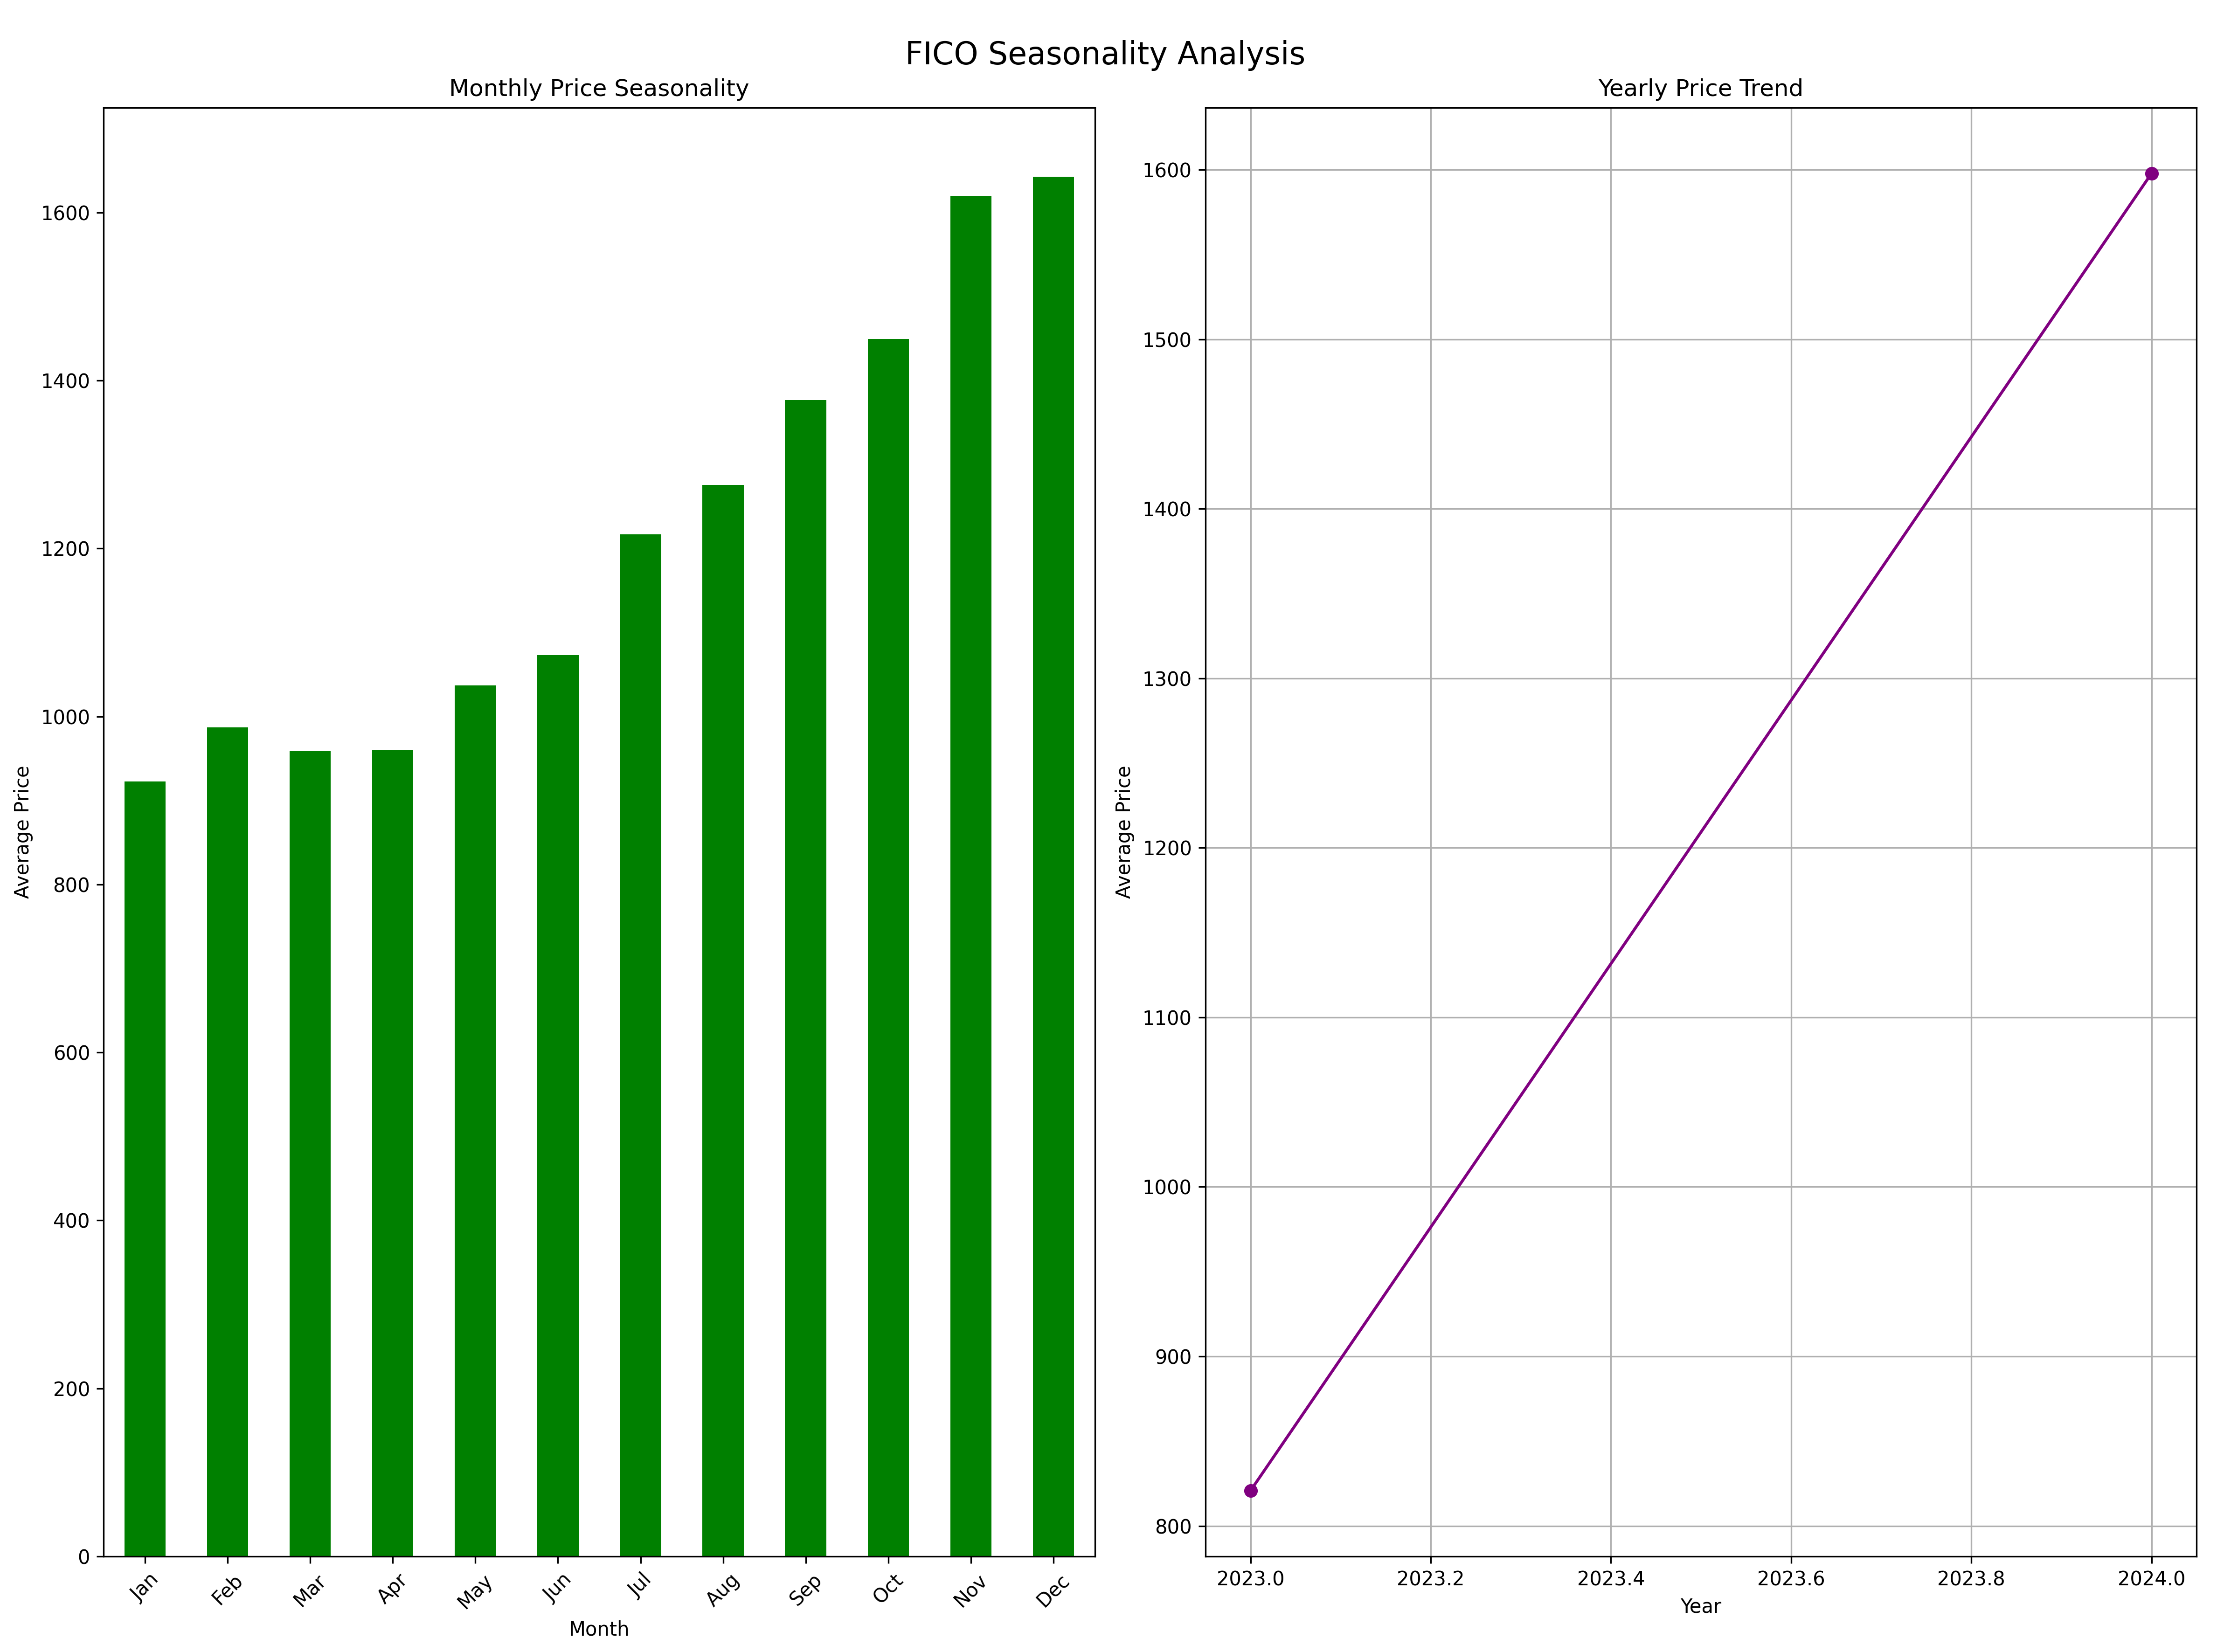 FICO Seasonality Analysis
Monthly Price Seasonality
Average Price
1600
1400
1200
1000
800
600
400
200
0
Jan
Feb
Mar
Apr
May
Jun
Jul
Aug
Sep
Oct
Nov
Dec
Month
Yearly Price Trend
Average Price
1600
1500
1400
1300
1200
1100
1000
900
800
2023.0
2023.2
2023.4
2023.6
2023.8
2024.0
Year